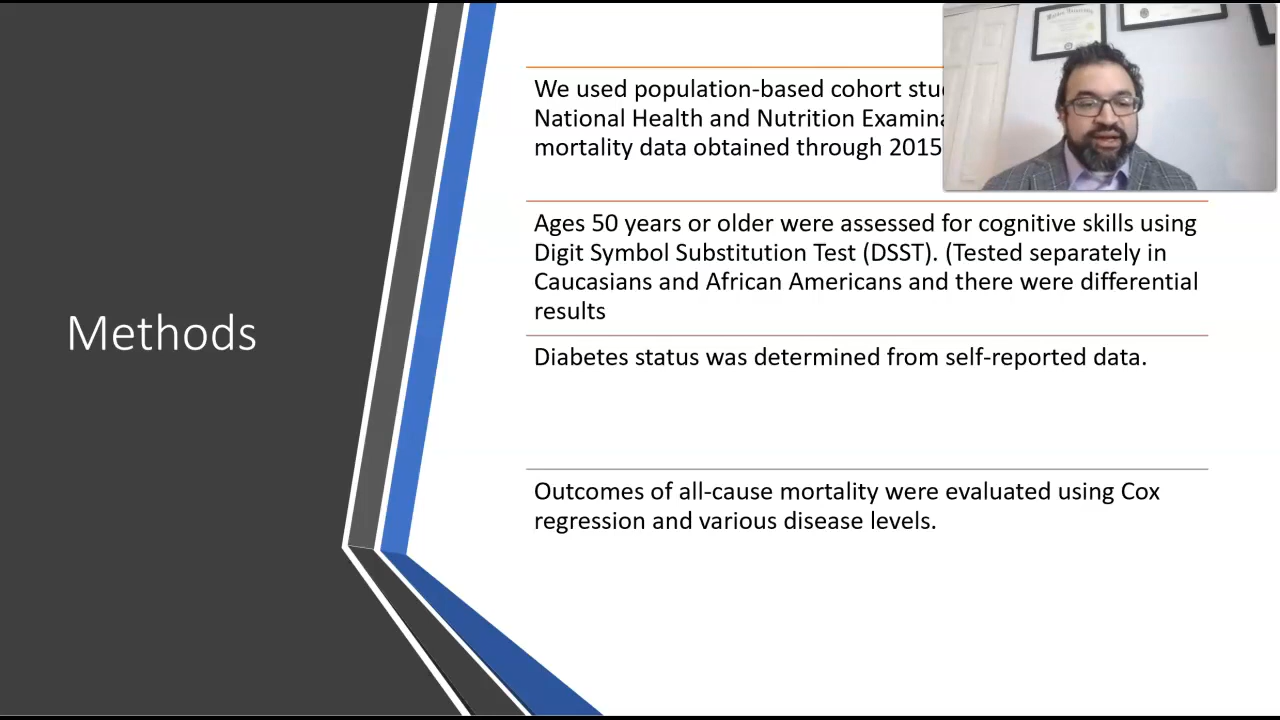 Methods
We used population-based cohort
National Health and Nutrition
mortality data obtained through 2015
Ages 50 years or older were assessed for cognitive skills using
Digit Symbol Substitution Test (DSST). (Tested separately in
Caucasians and African Americans and there were differential
results
Diabetes status was determined from self-reported data.
Outcomes of all-cause mortality were evaluated using Cox
regression and various disease levels.